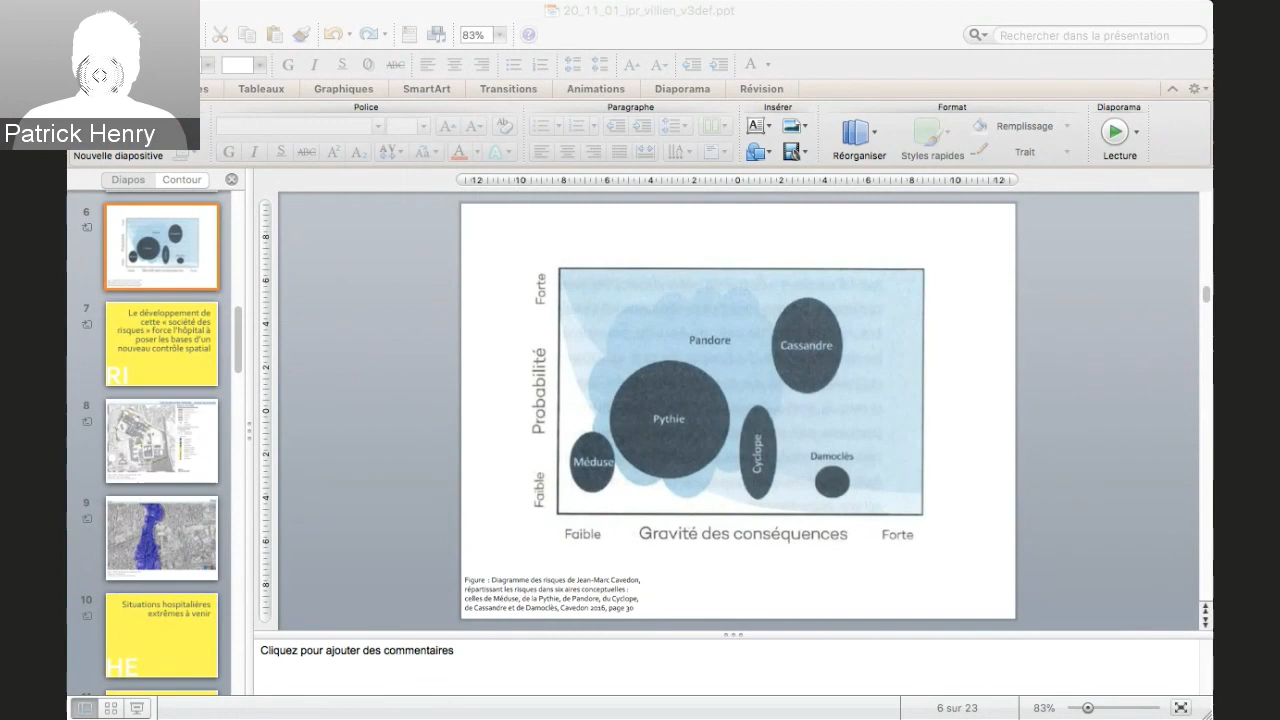 20_11_01_ipr_villien_v3def.ppt
Patrick Henry
83%
Rechercher dans la présentation
Tableaux
Graphiques
SmartArt
Transitions
Animations
Diaporama
Révision
Police
Paragraphe
Insérer
Format
Diaporama
Nouvelle diapositive
Réorganiser
Styles rapides
Remplissage
Trait
Lecture
Diapos
Contour
6
7
Le développement de
cette « société des
risques » force l'hôpital à
poser les bases d'un
nouveau contrôle spatial
RI
8
9
10
Situations hospitalières
extrêmes à venir
HE
Forte
Probabilité
Faible
Pandore
Cassandre
Pythie
Méduse
Cyclope
Damoclès
Faible
Gravité des conséquences
Forte
Figure : Diagramme des risques de Jean-Marc Cavedon,
répartissant les risques dans six aires conceptuelles :
celles de Méduse, de la Pythie, de Pandore, du Cyclope,
de Cassandre et de Damoclès, Cavedon 2016, page 30
Cliquez pour ajouter des commentaires
6 sur 23
83%